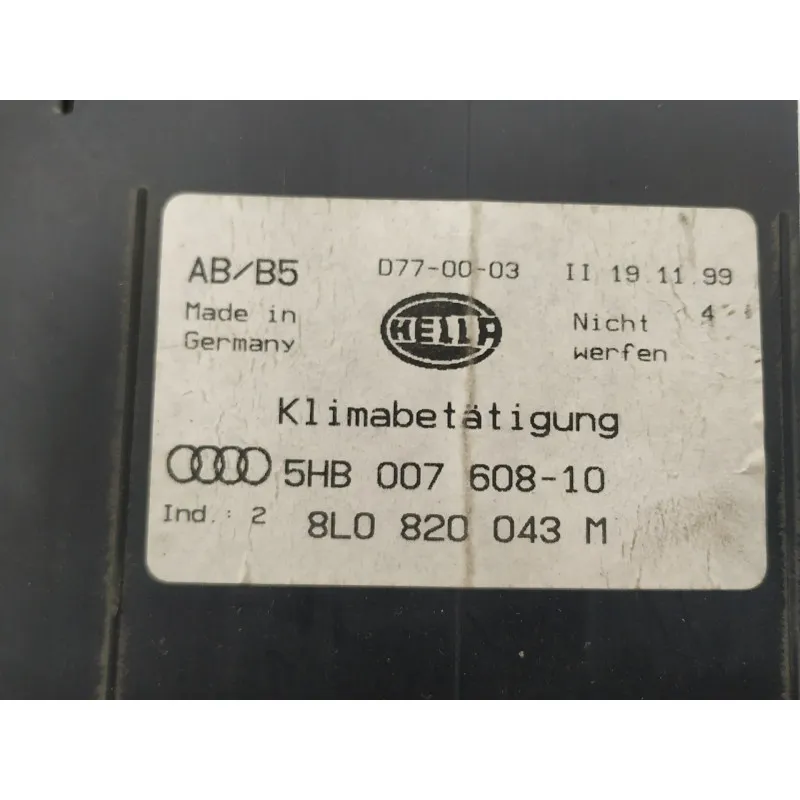 AB/B5 D77-00-03 II 19.11.99
Made in
Germany
HELLA
Nicht 4
werfen
Klimabetätigung
5HB 007 608-10
Ind.: 2 8L0 820 043 M